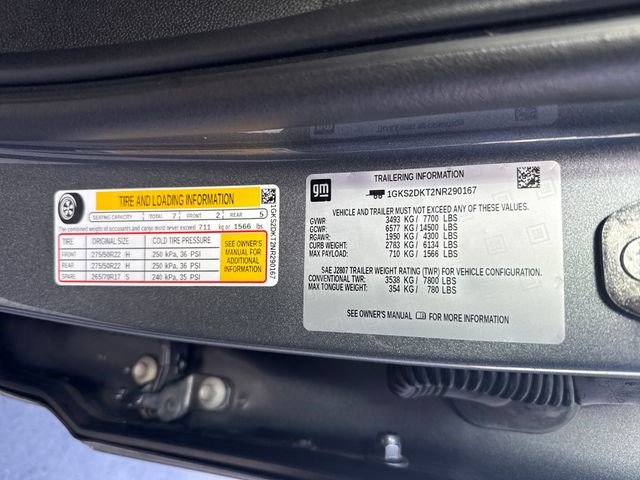 TIRE AND LOADING INFORMATION
SEATING CAPACITY TOTAL 7 FRONT 2 REAR 5
The combined weight of occupants and cargo must never exceed 711 kg or 1566 lbs
TIRE ORIGINAL SIZE COLD TIRE PRESSURE
FRONT 275/50R22 H 250 kPa, 36 PSI
REAR 275/50R22 H 250 kPa, 36 PSI
SPARE 265/70R17 S 240 kPa, 35 PSI
SEE OWNER'S
MANUAL FOR
ADDITIONAL
INFORMATION
1GKS2DKT2NR290167
gm
TRAILERING INFORMATION
1GKS2DKT2NR290167
VEHICLE AND TRAILER MUST NOT EXCEED ANY OF THESE VALUES.
GVWR 3493 KG / 7700 LBS
GCWR 6577 KG / 14500 LBS
RGAWR 1950 KG / 4300 LBS
CURB WEIGHT 2783 KG / 6134 LBS
MAX PAYLOAD 710 KG / 1566 LBS
SAE J2807 TRAILER WEIGHT RATING (TWR) FOR VEHICLE CONFIGURATION.
CONVENTIONAL TWR 3538 KG / 7800 LBS
MAX TONGUE WEIGHT 354 KG / 780 LBS
SEE OWNER'S MANUAL FOR MORE INFORMATION